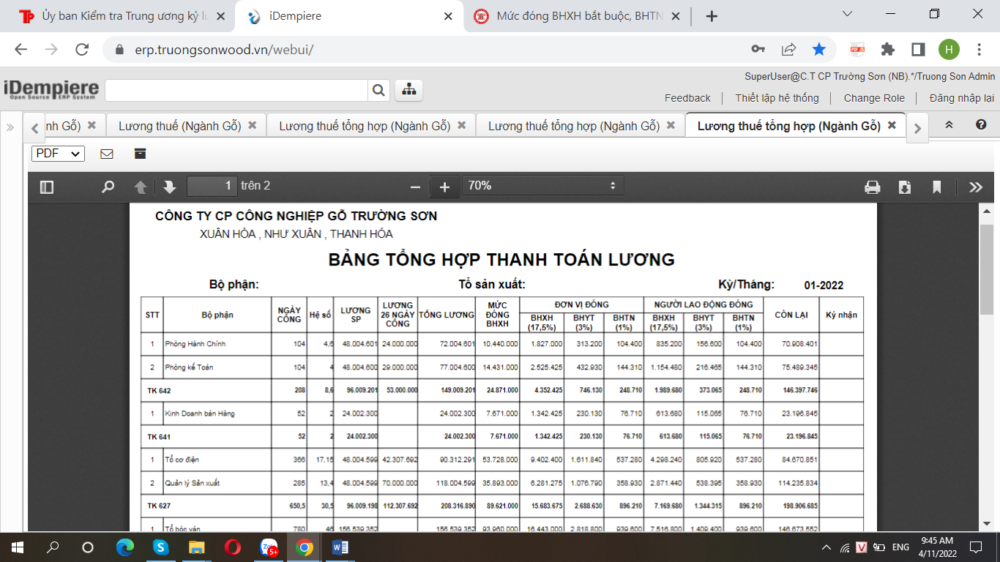 Ủy ban Kiểm tra Trung ương kỷ lu
iDempiere
Mức đóng BHXH bắt buộc, BHTN
erp.truongsonwood.vn/webui/
H
iDempiere
Open Source ERP System
SuperUser@C.T CP Trường Sơn (NB).*/Truong Son Admin
Feedback Thiết lập hệ thống Change Role Đăng nhập lại
nh Gỗ) Lương thuế (Ngành Gỗ) Lương thuế tổng hợp (Ngành Gỗ) Lương thuế tổng hợp (Ngành Gỗ) Lương thuế tổng hợp (Ngành Gỗ)
PDF
1 trên 2 70%
CÔNG TY CP CÔNG NGHIỆP GỖ TRƯỜNG SƠN
XUÂN HÒA , NHƯ XUÂN , THANH HÓA
BẢNG TỔNG HỢP THANH TOÁN LƯƠNG
Bộ phận: Tổ sản xuất: Kỳ/Tháng: 01-2022
STT Bộ phận NGÀY CÔNG Hệ số LƯƠNG SP LƯƠNG 26 NGÀY CÔNG TỔNG LƯƠNG MỨC ĐÓNG BHXH ĐƠN VỊ ĐÓNG NGƯỜI LAO ĐỘNG ĐÓNG CÒN LẠI Ký nhận
BHXH (17,5%) BHYT (3%) BHTN (1%) BHXH (17,5%) BHYT (3%) BHTN (1%)
1 Phòng Hành Chính 104 4,6 48.004.601 24.000.000 72.004.601 10.440.000 1.827.000 313.200 104.400 835.200 156.600 104.400 70.908.401
2 Phòng kế Toán 104 4 48.004.600 29.000.000 77.004.600 14.431.000 2.525.425 432.930 144.310 1.154.480 216.465 144.310 75.489.345
TK 642 208 8,6 96.009.201 53.000.000 149.009.201 24.871.000 4.352.425 746.130 248.710 1.989.680 373.065 248.710 146.397.746
1 Kinh Doanh bán Hàng 52 2 24.002.300 24.002.300 7.671.000 1.342.425 230.130 76.710 613.680 115.065 76.710 23.196.845
TK 641 52 2 24.002.300 24.002.300 7.671.000 1.342.425 230.130 76.710 613.680 115.065 76.710 23.196.845
1 Tổ cơ điện 366 17,15 48.004.599 42.307.692 90.312.291 53.728.000 9.402.400 1.611.840 537.280 4.298.240 805.920 537.280 84.670.851
2 Quản lý Sản xuất 285 13,4 48.004.599 70.000.000 118.004.599 35.893.000 6.281.275 1.076.790 358.930 2.871.440 538.395 358.930 114.235.834
TK 627 650,5 30,5 96.009.198 112.307.692 208.316.890 89.621.000 15.683.675 2.688.630 896.210 7.169.680 1.344.315 896.210 198.906.685
1 Tổ bóc ván 780 46 156.539.352 156.539.352 93.960.000 16.443.000 2.818.800 939.600 7.516.800 1.409.400 939.600 146.673.552
5+
ENG
9:45 AM
4/11/2022